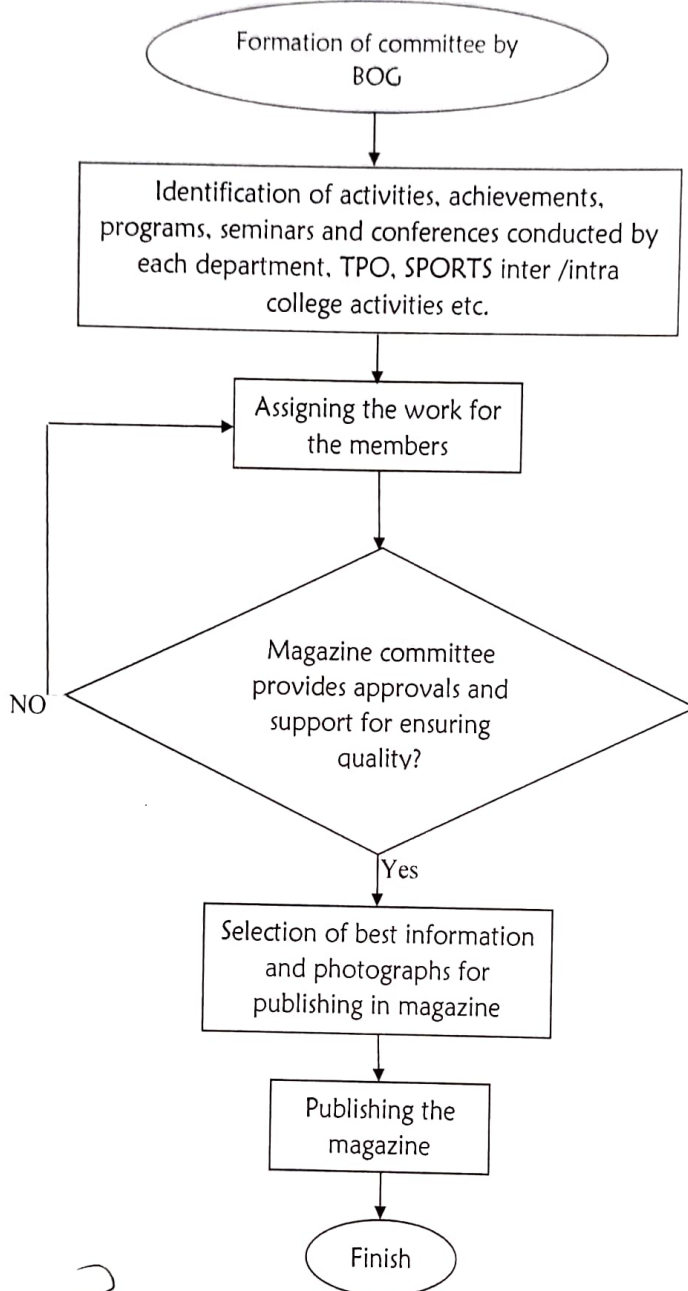 Formation of committee by
BOG
Identification of activities, achievements,
programs, seminars and conferences conducted by
each department, TPO, SPORTS inter /intra
college activities etc.
Assigning the work for
the members
Magazine committee
provides approvals and
support for ensuring
quality?
NO
Yes
Selection of best information
and photographs for
publishing in magazine
Publishing the
magazine
Finish